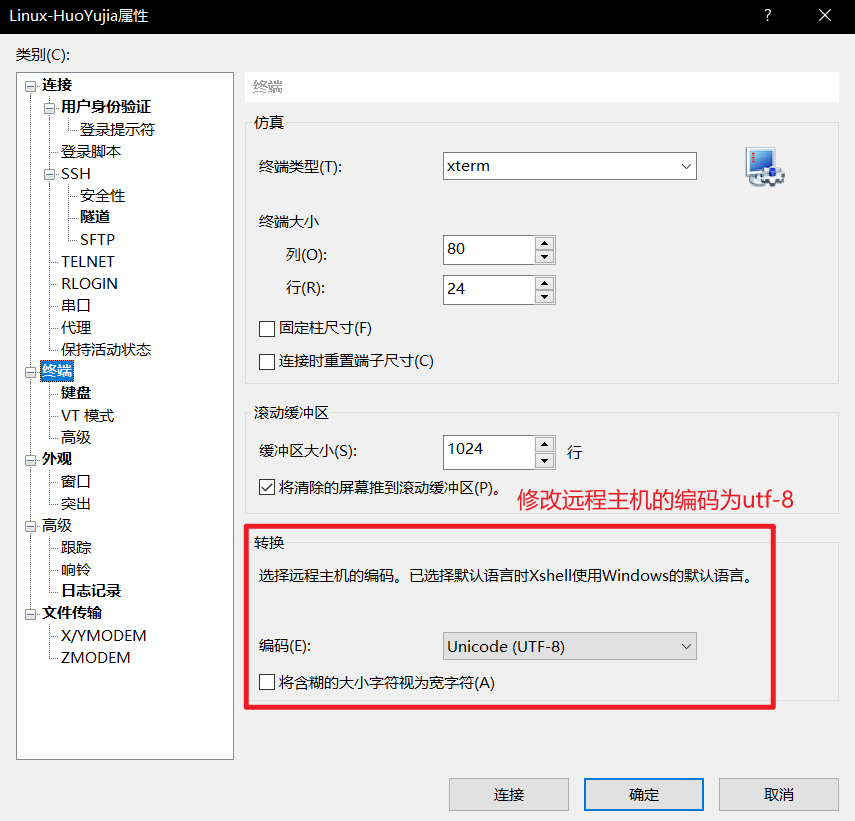 Linux-HuoYujia属性
类别(C):
连接
用户身份验证
登录提示符
登录脚本
SSH
安全性
隧道
SFTP
TELNET
RLOGIN
串口
代理
保持活动状态
终端
键盘
VT 模式
高级
外观
窗口
突出
高级
跟踪
响铃
日志记录
文件传输
X/YMODEM
ZMODEM
终端
仿真
终端类型(T):
xterm
终端大小
列(O):
80
行(R):
24
固定柱尺寸(F)
连接时重置端子尺寸(C)
滚动缓冲区
缓冲区大小(S):
1024
行
将清除的屏幕推到滚动缓冲区(P)。
修改远程主机的编码为utf-8
转换
选择远程主机的编码。已选择默认语言时Xshell使用Windows的默认语言。
编码(E):
Unicode (UTF-8)
将含糊的大小字符视为宽字符(A)
连接
确定
取消